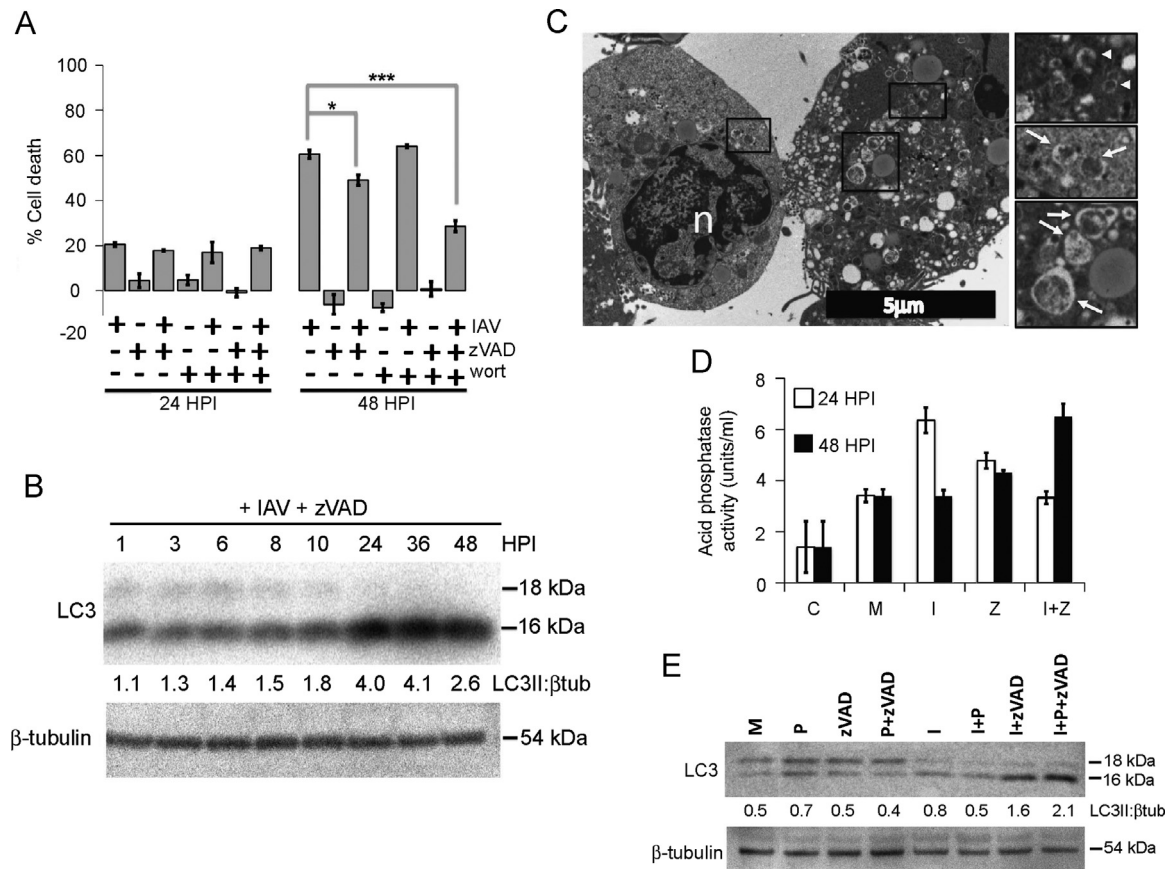 A
100
80
60
40
20
0
-20
% Cell death
*
***
+ - + - + - + + - + - + - + IAV
- + + - - + + - + + - - + + zVAD
- - - + + + + - - - + + + + wort
24 HPI 48 HPI
B
+ IAV + zVAD
1 3 6 8 10 24 36 48 HPI
LC3
–18 kDa
–16 kDa
1.1 1.3 1.4 1.5 1.8 4.0 4.1 2.6 LC3II:βtub
β-tubulin –54 kDa
C
n
5µm
D
8
6
4
2
0
Acid phosphatase
activity (units/ml)
24 HPI
48 HPI
C M I Z I+Z
E
M P zVAD P+zVAD I I+P I+zVAD I+P+zVAD
LC3
–18 kDa
–16 kDa
0.5 0.7 0.5 0.4 0.8 0.5 1.6 2.1 LC3II:βtub
β-tubulin –54 kDa